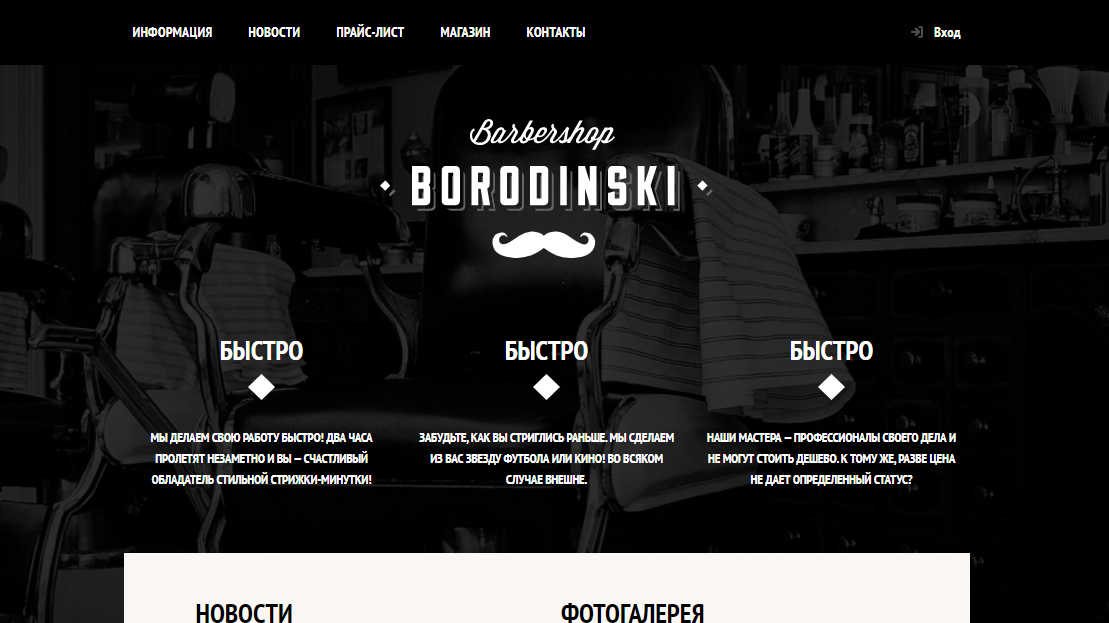 ИНФОРМАЦИЯ НОВОСТИ ПРАЙС-ЛИСТ МАГАЗИН КОНТАКТЫ Вход
Barbershop
BORODINSKI
БЫСТРО
МЫ ДЕЛАЕМ СВОЮ РАБОТУ БЫСТРО! ДВА ЧАСА
ПРОЛЕТЯТ НЕЗАМЕТНО И ВЫ — СЧАСТЛИВЫЙ
ОБЛАДАТЕЛЬ СТИЛЬНОЙ СТРИЖКИ-МИНУТКИ!
БЫСТРО
ЗАБУДЬТЕ, КАК ВЫ СТРИГЛИСЬ РАНЬШЕ. МЫ СДЕЛАЕМ
ИЗ ВАС ЗВЕЗДУ ФУТБОЛА ИЛИ КИНО! ВО ВСЯКОМ
СЛУЧАЕ ВНЕШНЕ.
БЫСТРО
НАШИ МАСТЕРА — ПРОФЕССИОНАЛЫ СВОЕГО ДЕЛА И
НЕ МОГУТ СТОИТЬ ДЕШЕВО. К ТОМУ ЖЕ, РАЗВЕ ЦЕНА
НЕ ДАЕТ ОПРЕДЕЛЕННЫЙ СТАТУС?
НОВОСТИ
ФОТОГАЛЕРЕЯ